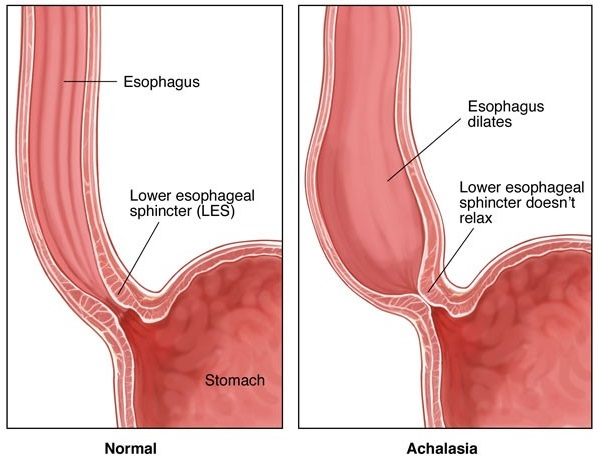 Esophagus
Lower esophageal
sphincter (LES)
Stomach
Normal
Esophagus
dilates
Lower esophageal
sphincter doesn't
relax
Achalasia